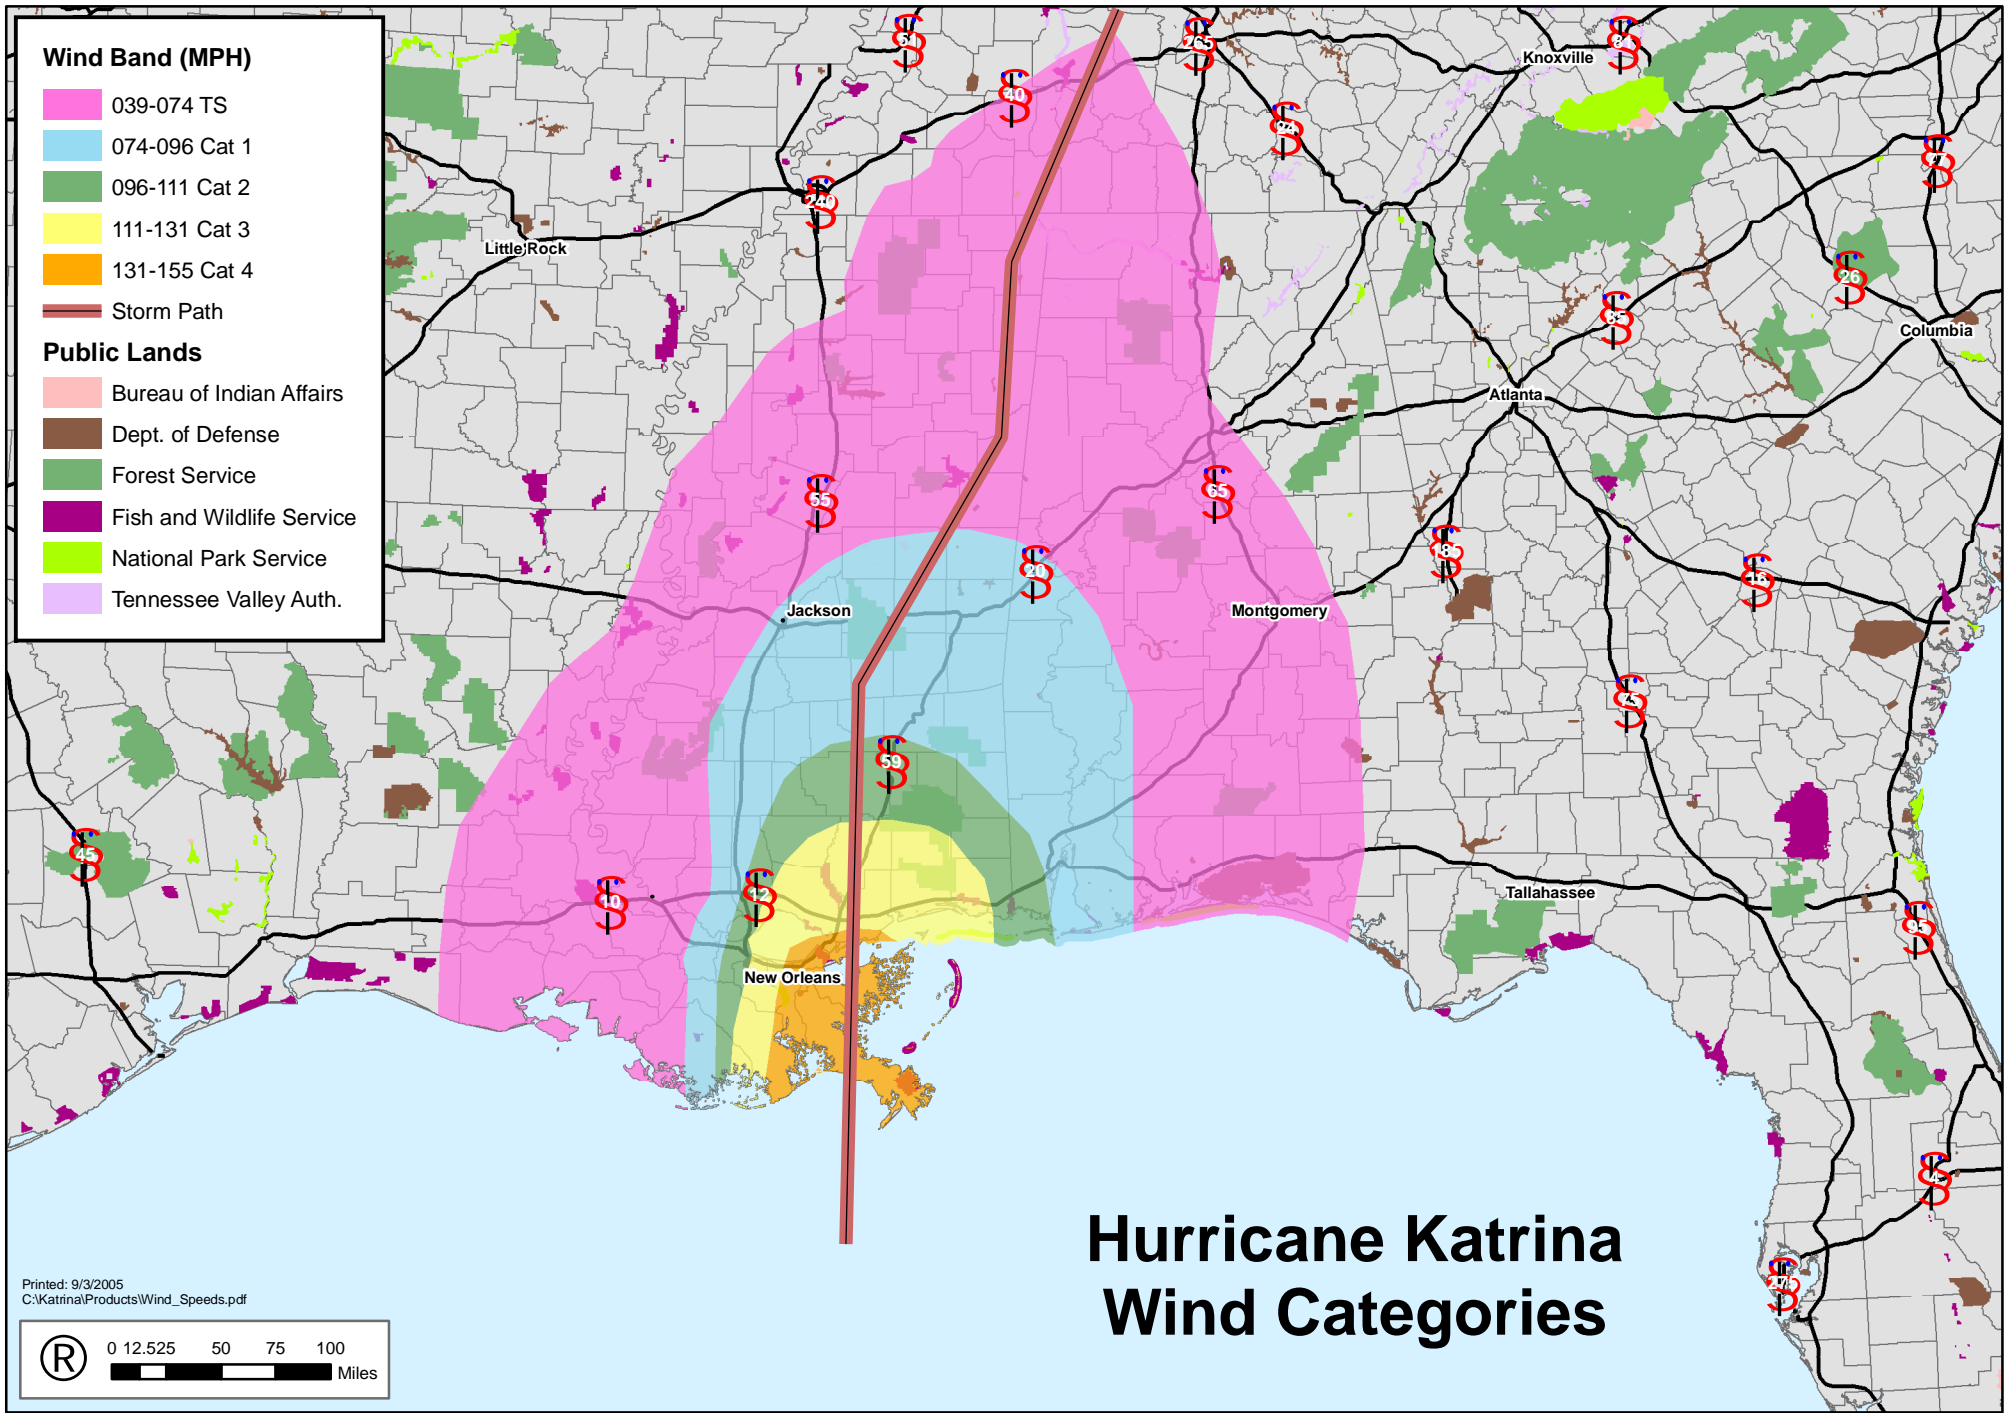 Wind Band (MPH)
039-074 TS
074-096 Cat 1
096-111 Cat 2
111-131 Cat 3
131-155 Cat 4
Storm Path
Public Lands
Bureau of Indian Affairs
Dept. of Defense
Forest Service
Fish and Wildlife Service
National Park Service
Tennessee Valley Auth.
Knoxville
40
Little Rock
26
Columbia
Atlanta
55
65
20
Jackson
Montgomery
59
45
10
12
Tallahassee
95
New Orleans
4
Hurricane Katrina
Wind Categories
Printed: 9/3/2005
C:\Katrina\Products\Wind_Speeds.pdf
® 0 12.525 50 75 100
Miles